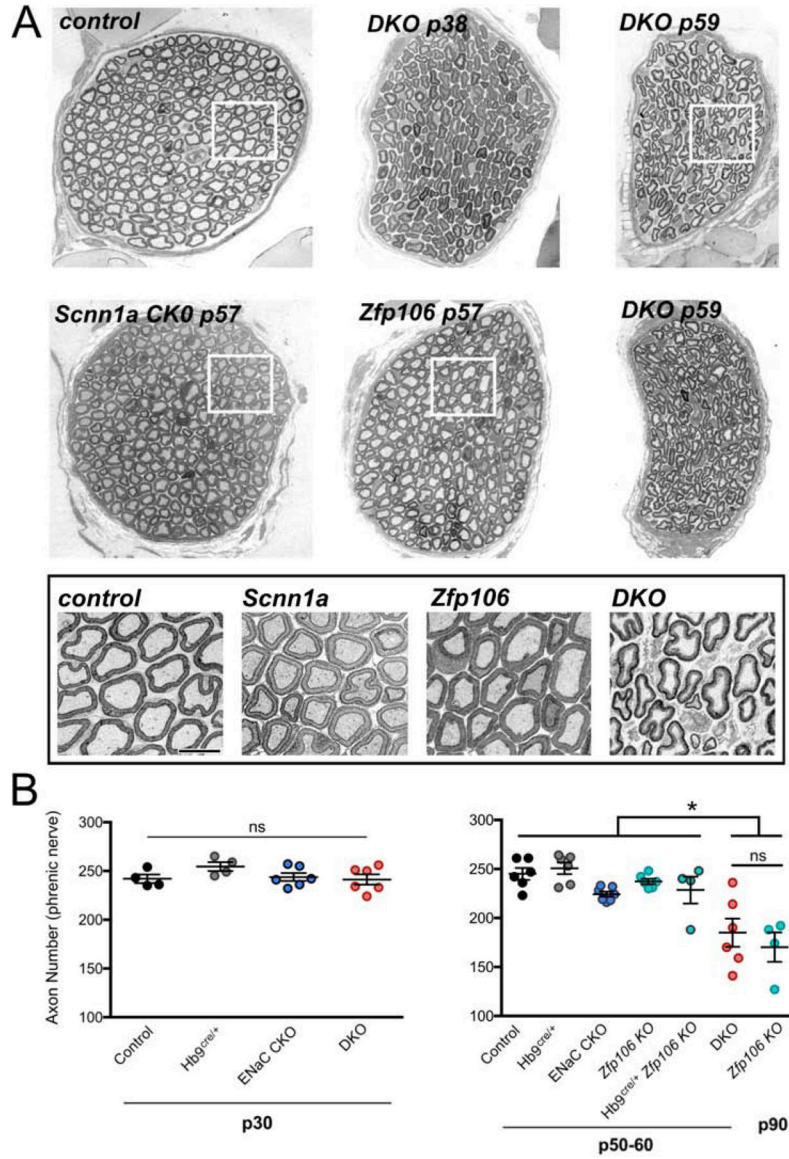 A
control
DKO p38
DKO p59
Scnn1a CK0 p57
Zfp106 p57
DKO p59
control
Scnn1a
Zfp106
DKO
B
Axon Number (phrenic nerve)
300
250
200
150
100
ns
Control
Hb9cre/+
ENaC CKO
DKO
p30
300
250
200
150
100
*
ns
Control
Hb9cre/+
ENaC CKO
Zfp106 KO
Hb9cre/+ Zfp106 KO
DKO
Zfp106 KO
p50-60
p90